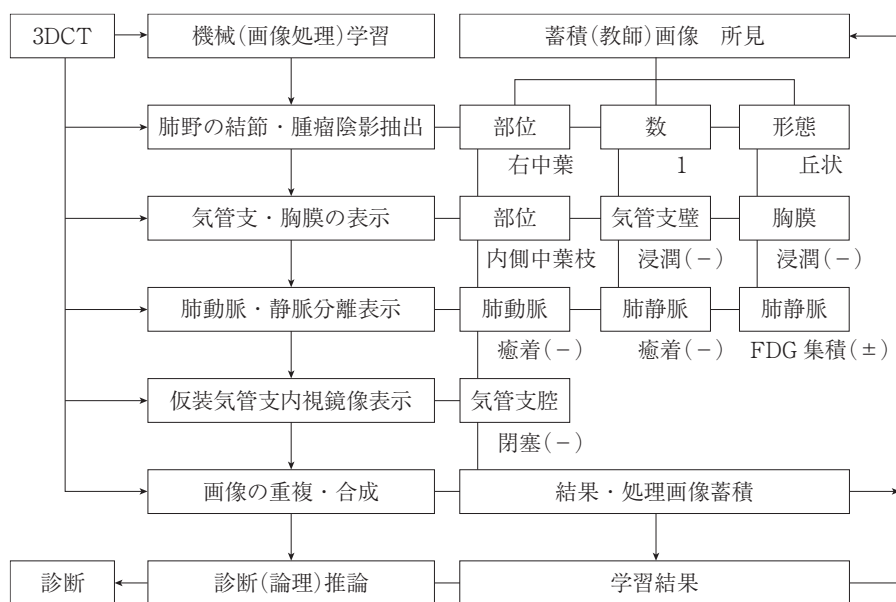 3DCT
機械(画像処理)学習
蓄積(教師)画像　所見
肺野の結節・腫瘤陰影抽出
部位
数
形態
右中葉
1
丘状
気管支・胸膜の表示
部位
気管支壁
胸膜
内側中葉枝
浸潤(−)
浸潤(−)
肺動脈・静脈分離表示
肺動脈
肺静脈
肺静脈
癒着(−)
癒着(−)
FDG 集積(±)
仮装気管支内視鏡像表示
気管支腔
閉塞(−)
画像の重複・合成
結果・処理画像蓄積
診断
診断(論理)推論
学習結果